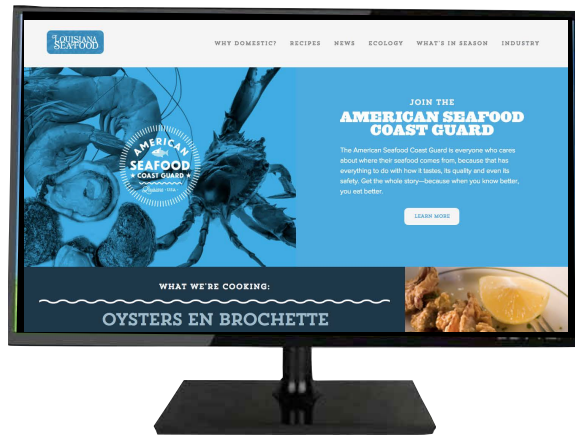 LOUISIANA
SEAFOOD
WHY DOMESTIC? RECIPES NEWS ECOLOGY WHAT'S IN SEASON INDUSTRY
AMERICAN
SEAFOOD
COAST GUARD
Louisiana USA
JOIN THE
AMERICAN SEAFOOD
COAST GUARD
The American Seafood Coast Guard is everyone who cares
about where their seafood comes from, because that has
everything to do with how it tastes, its quality and even its
safety. Get the whole story—because when you know better,
you eat better.
LEARN MORE
WHAT WE'RE COOKING:
OYSTERS EN BROCHETTE